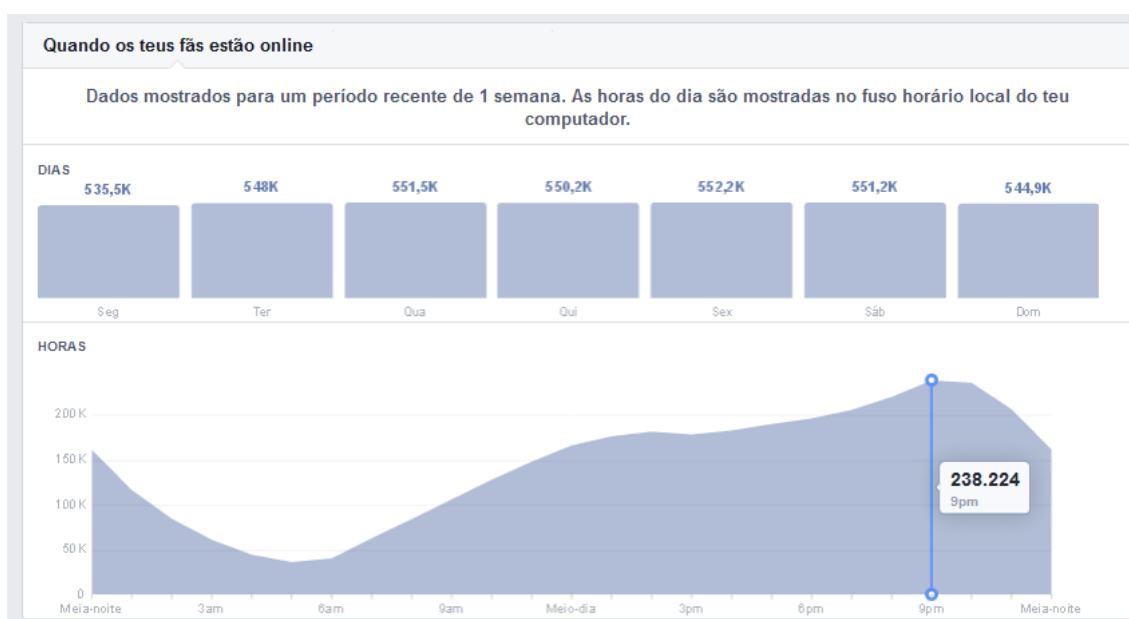 Quando os teus fãs estão online
Dados mostrados para um período recente de 1 semana. As horas do dia são mostradas no fuso horário local do teu
computador.
DIAS
535,5K 548K 551,5K 550,2K 552,2K 551,2K 544,9K
Seg Ter Qua Qui Sex Sáb Dom
HORAS
200 K
150 K
100 K
50 K
0
238.224
9pm
Meia-noite 3am 6am 9am Meio-dia 3pm 6pm 9pm Meia-noite